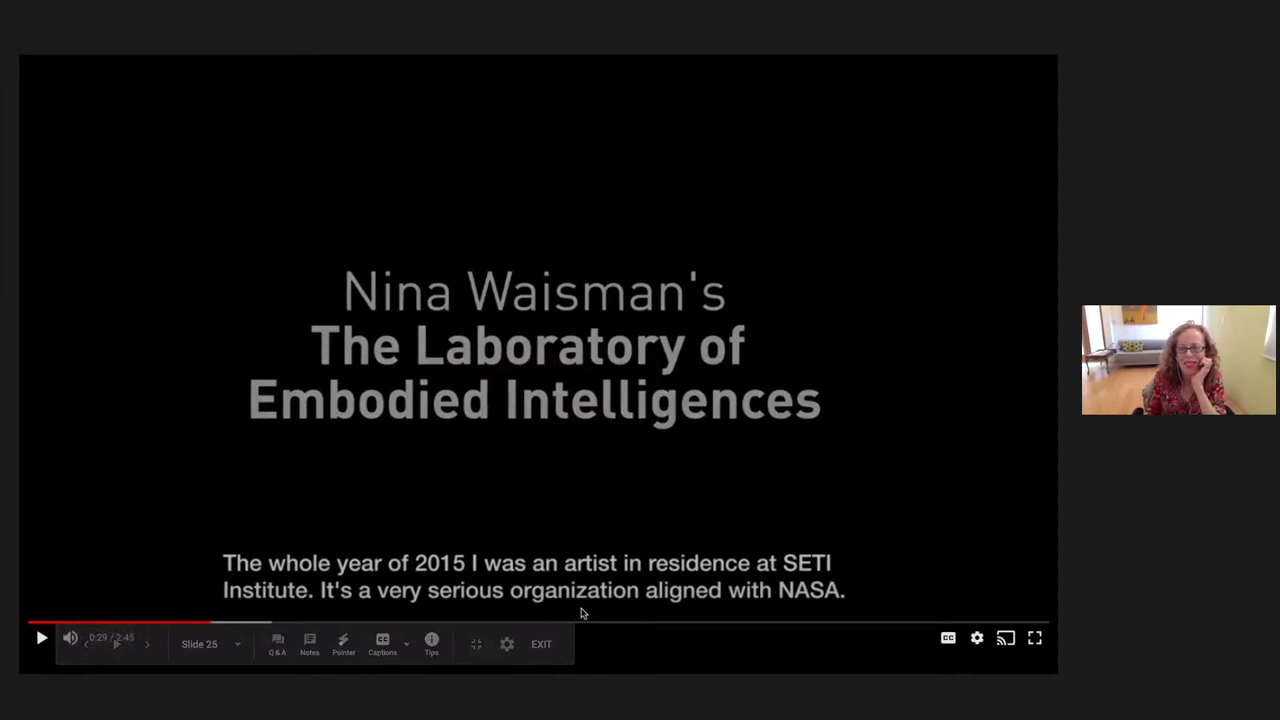 Nina Waisman's
The Laboratory of
Embodied Intelligences
The whole year of 2015 I was an artist in residence at SETI
Institute. It's a very serious organization aligned with NASA.
0:29 / 2:45
Slide 25
Q & A
Notes
Pointer
Captions
Tips
EXIT
CC